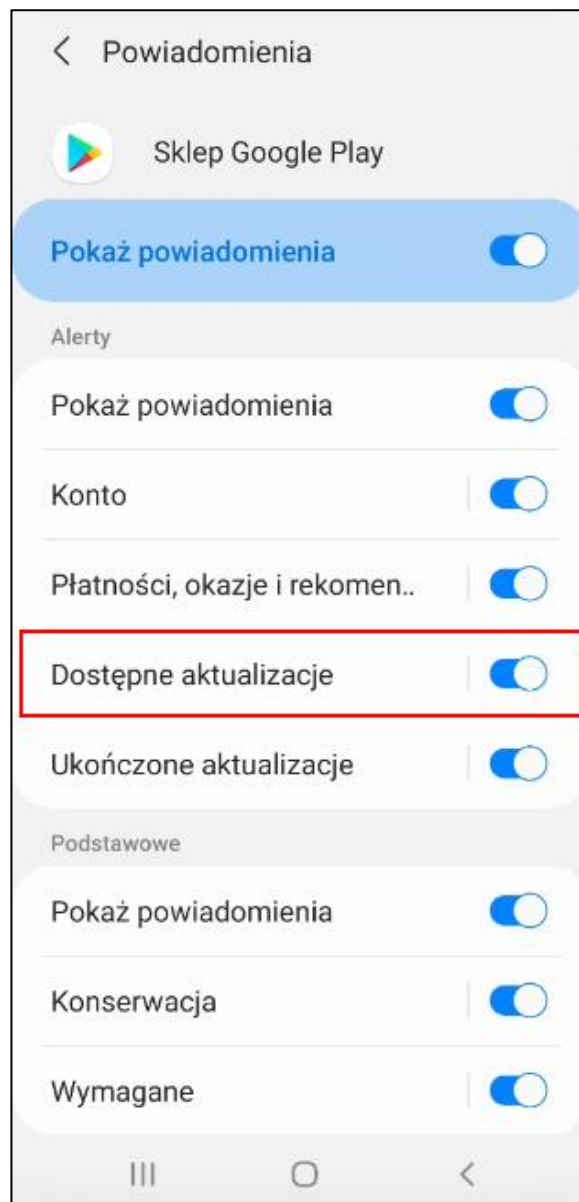 Powiadomienia
Sklep Google Play
Pokaż powiadomienia
Alerty
Pokaż powiadomienia
Konto
Płatności, okazje i rekomen..
Dostępne aktualizacje
Ukończone aktualizacje
Podstawowe
Pokaż powiadomienia
Konserwacja
Wymagane